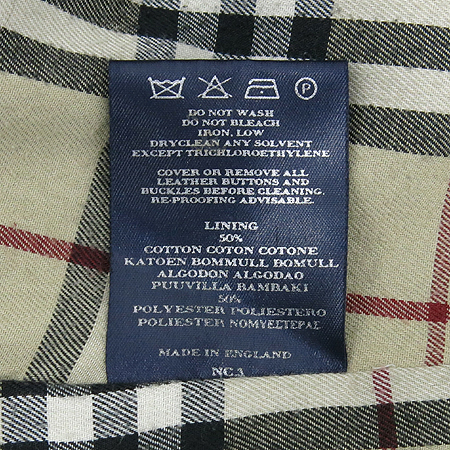 P
DO NOT WASH
DO NOT BLEACH
IRON, LOW
DRYCLEAN ANY SOLVENT
EXCEPT TRICHLOROETHYLENE
COVER OR REMOVE ALL
LEATHER BUTTONS AND
BUCKLES BEFORE CLEANING.
RE-PROOFING ADVISABLE.
LINING
50%
COTTON COTON COTONE
KATOEN BOMMULL BOMULL
ALGODON ALGODAO
PUUVILLA BAMBAKI
50%
POLYESTER POLIESTERO
POLIESTER ΝΟΜΥΕΣΤΕΡΑΣ
MADE IN ENGLAND
NC.3